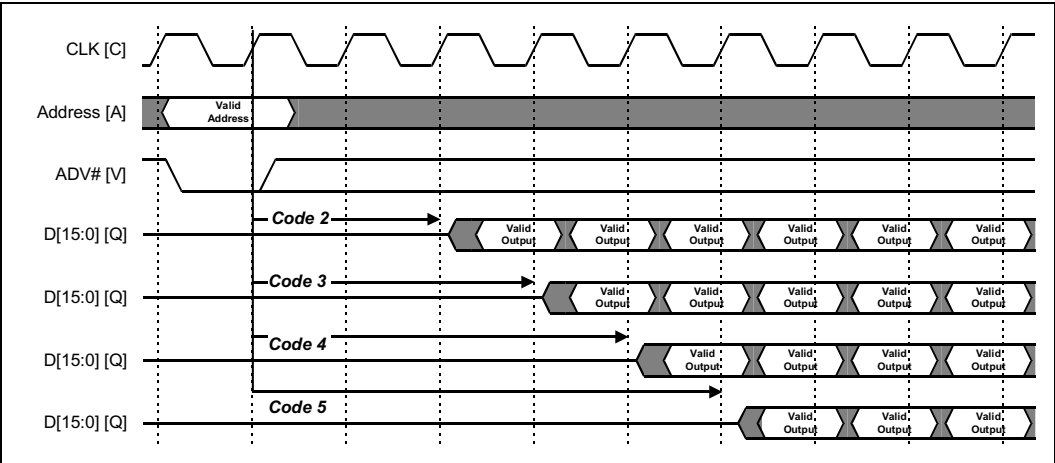 CLK [C]
Address [A]
Valid
Address
ADV# [V]
Code 2
D[15:0] [Q]
Valid Valid Valid Valid Valid Valid
Output Output Output Output Output Output
Code 3
D[15:0] [Q]
Valid Valid Valid Valid Valid
Output Output Output Output Output
Code 4
D[15:0] [Q]
Valid Valid Valid Valid
Output Output Output Output
Code 5
D[15:0] [Q]
Valid Valid Valid
Output Output Output